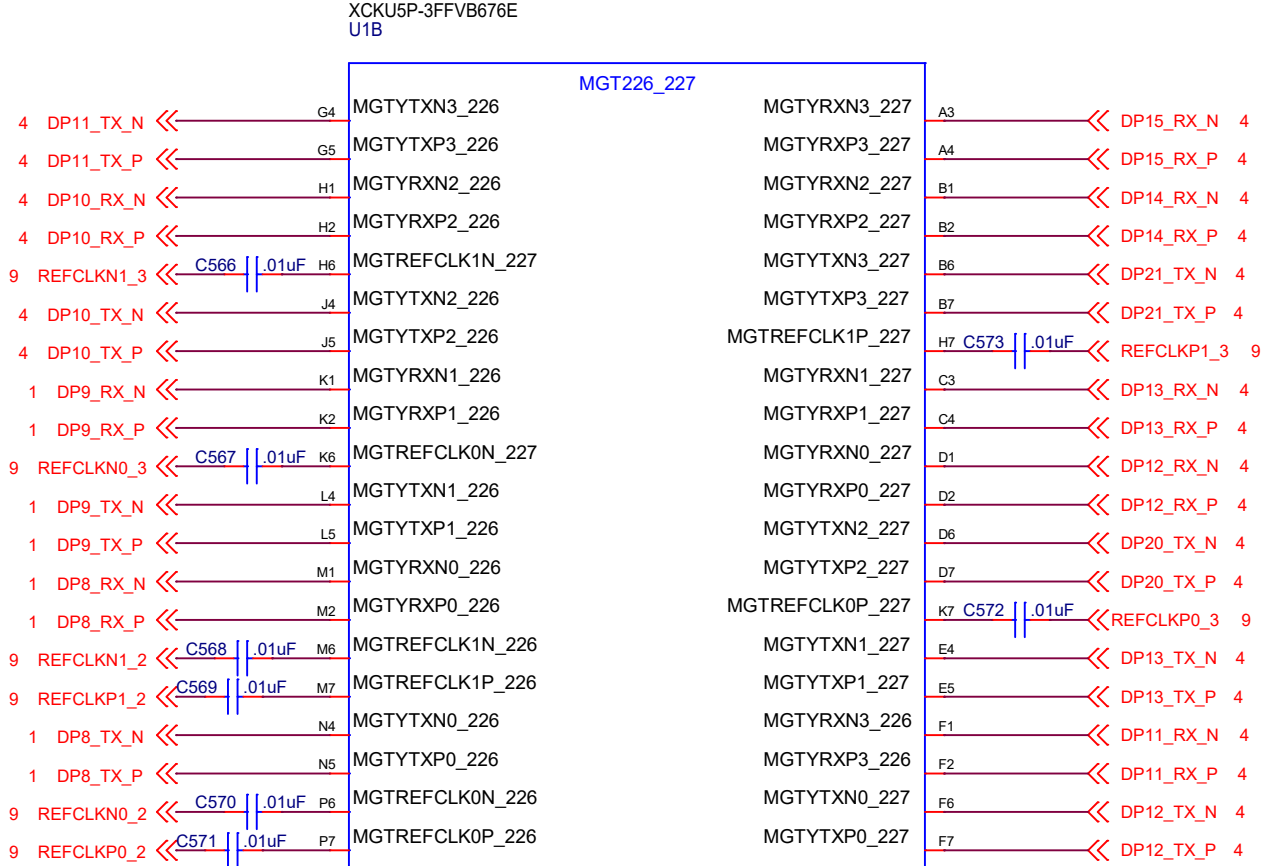 XCKU5P-3FFVB676E
U1B
MGT226_227
4 DP11_TX_N G4 MGTYTXN3_226 MGTYRXN3_227 A3 DP15_RX_N 4
4 DP11_TX_P G5 MGTYTXP3_226 MGTYRXP3_227 A4 DP15_RX_P 4
4 DP10_RX_N H1 MGTYRXN2_226 MGTYRXN2_227 B1 DP14_RX_N 4
4 DP10_RX_P H2 MGTYRXP2_226 MGTYRXP2_227 B2 DP14_RX_P 4
9 REFCLKN1_3 C566 .01uF H6 MGTREFCLK1N_227 MGTYTXN3_227 B6 DP21_TX_N 4
4 DP10_TX_N J4 MGTYTXN2_226 MGTYTXP3_227 B7 DP21_TX_P 4
4 DP10_TX_P J5 MGTYTXP2_226 MGTREFCLK1P_227 H7 C573 .01uF REFCLKP1_3 9
1 DP9_RX_N K1 MGTYRXN1_226 MGTYRXN1_227 C3 DP13_RX_N 4
1 DP9_RX_P K2 MGTYRXP1_226 MGTYRXP1_227 C4 DP13_RX_P 4
9 REFCLKN0_3 C567 .01uF K6 MGTREFCLK0N_227 MGTYRXN0_227 D1 DP12_RX_N 4
1 DP9_TX_N L4 MGTYTXN1_226 MGTYRXP0_227 D2 DP12_RX_P 4
1 DP9_TX_P L5 MGTYTXP1_226 MGTYTXN2_227 D6 DP20_TX_N 4
1 DP8_RX_N M1 MGTYRXN0_226 MGTYTXP2_227 D7 DP20_TX_P 4
1 DP8_RX_P M2 MGTYRXP0_226 MGTREFCLK0P_227 K7 C572 .01uF REFCLKP0_3 9
9 REFCLKN1_2 C568 .01uF M6 MGTREFCLK1N_226 MGTYTXN1_227 E4 DP13_TX_N 4
9 REFCLKP1_2 C569 .01uF M7 MGTREFCLK1P_226 MGTYTXP1_227 E5 DP13_TX_P 4
1 DP8_TX_N N4 MGTYTXN0_226 MGTYRXN3_226 F1 DP11_RX_N 4
1 DP8_TX_P N5 MGTYTXP0_226 MGTYRXP3_226 F2 DP11_RX_P 4
9 REFCLKN0_2 C570 .01uF P6 MGTREFCLK0N_226 MGTYTXN0_227 F6 DP12_TX_N 4
9 REFCLKP0_2 C571 .01uF P7 MGTREFCLK0P_226 MGTYTXP0_227 F7 DP12_TX_P 4